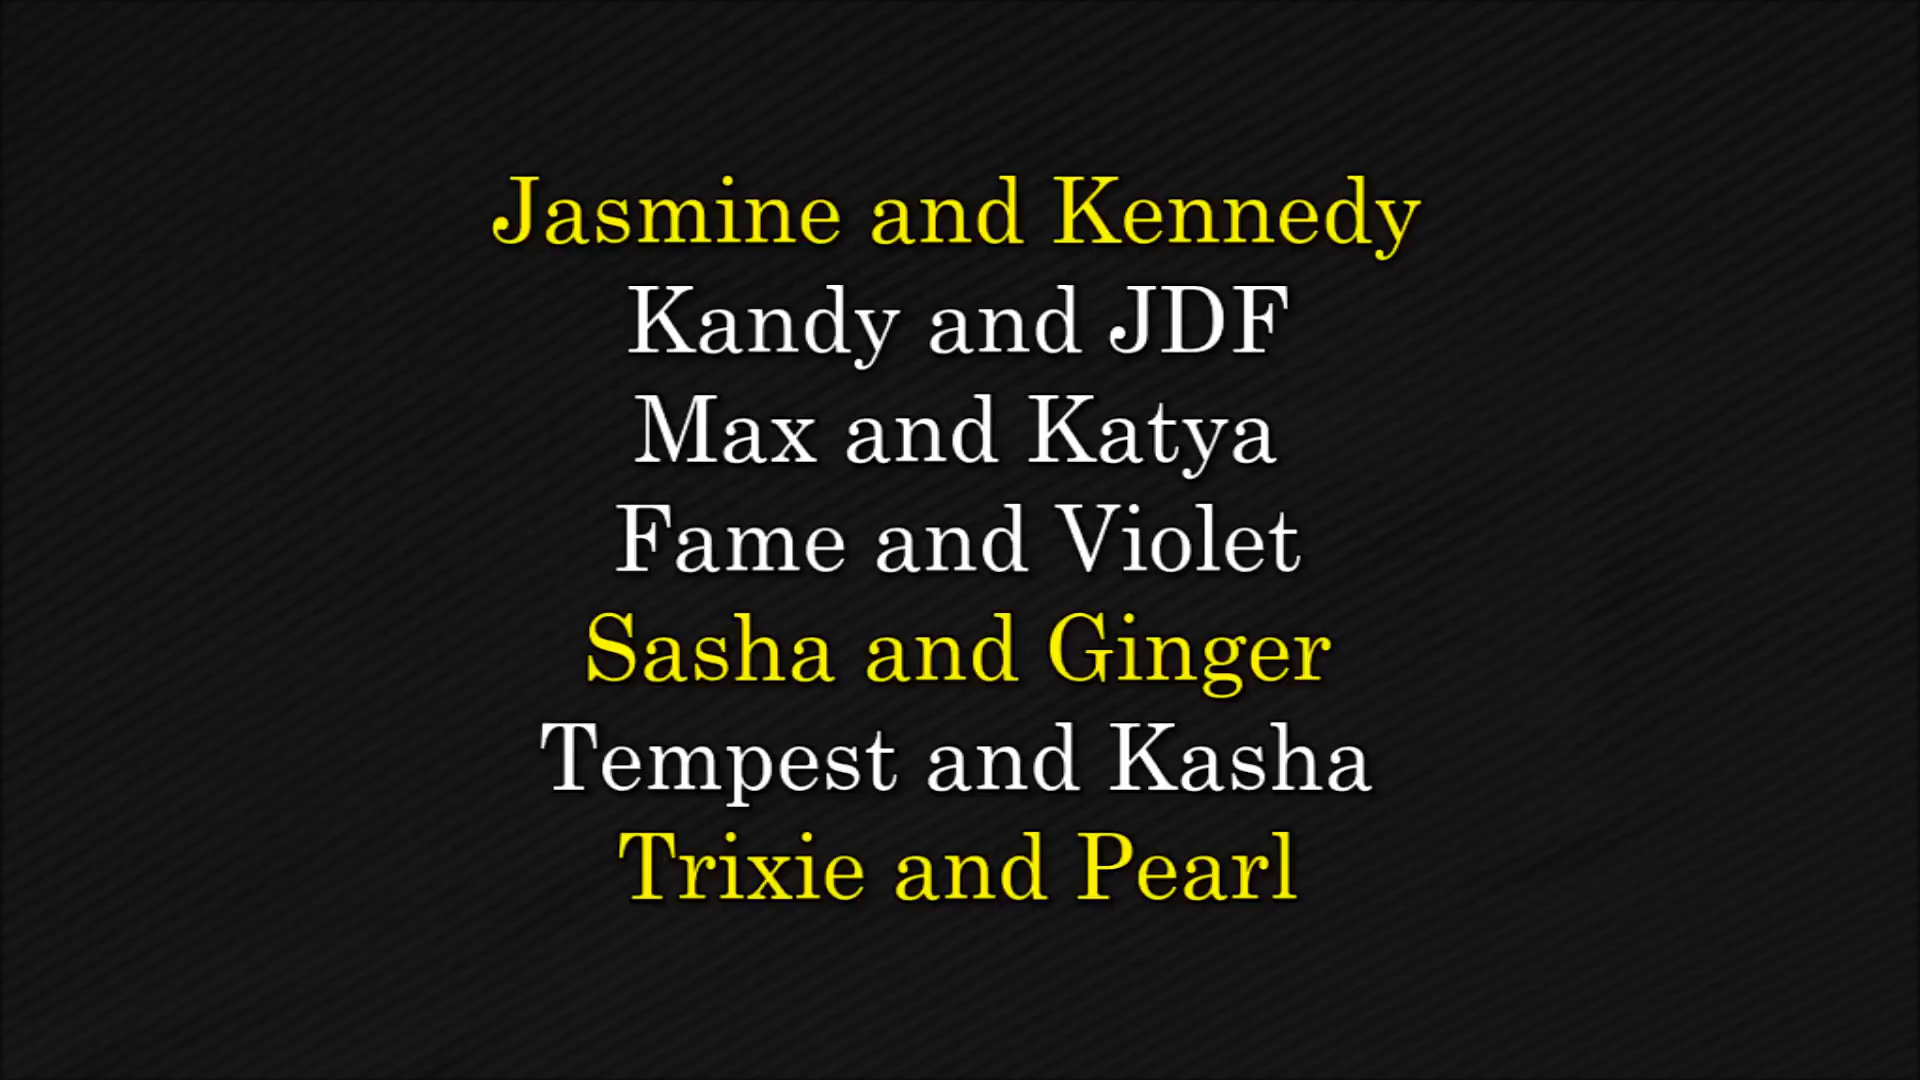 Jasmine and Kennedy
Kandy and JDF
Max and Katya
Fame and Violet
Sasha and Ginger
Tempest and Kasha
Trixie and Pearl